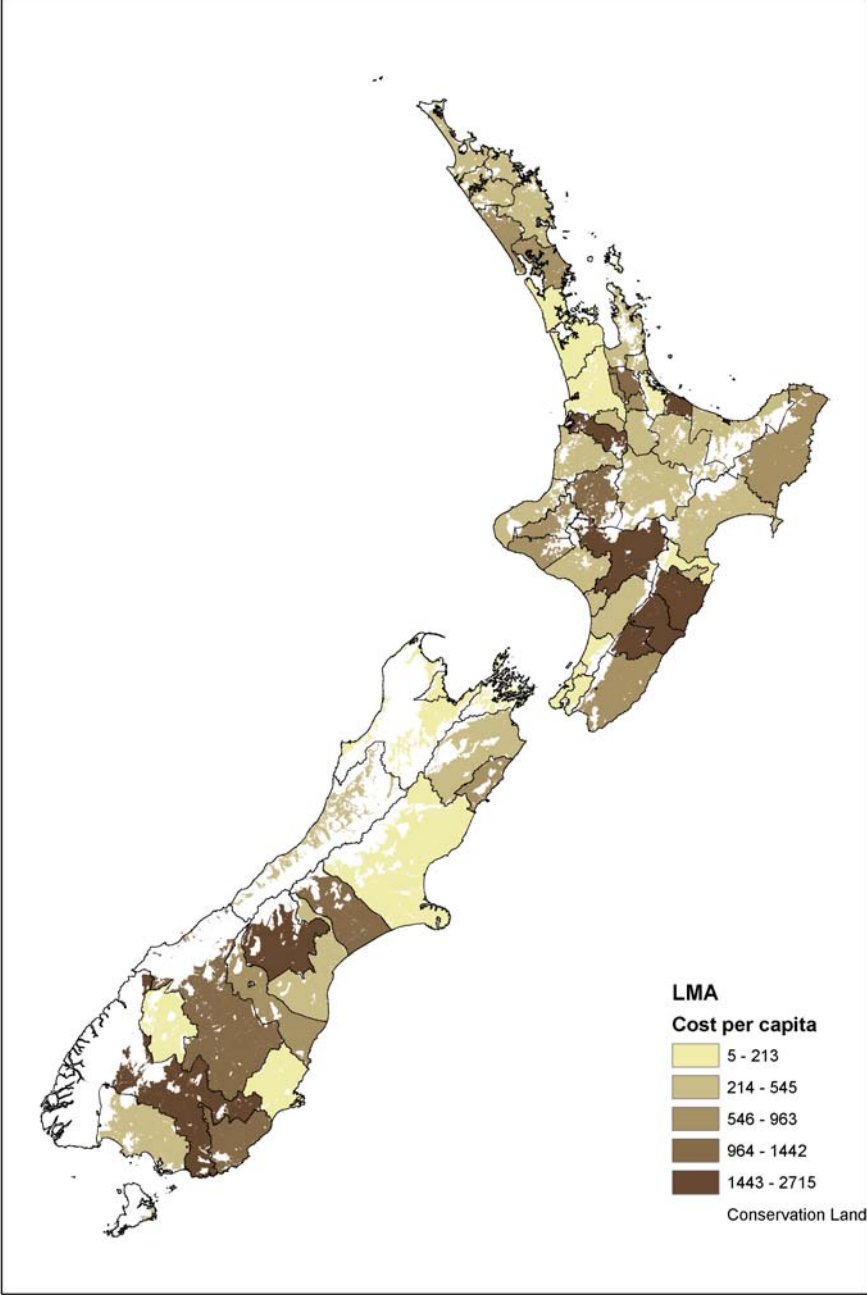 LMA
Cost per capita
5 - 213
214 - 545
546 - 963
964 - 1442
1443 - 2715
Conservation Land